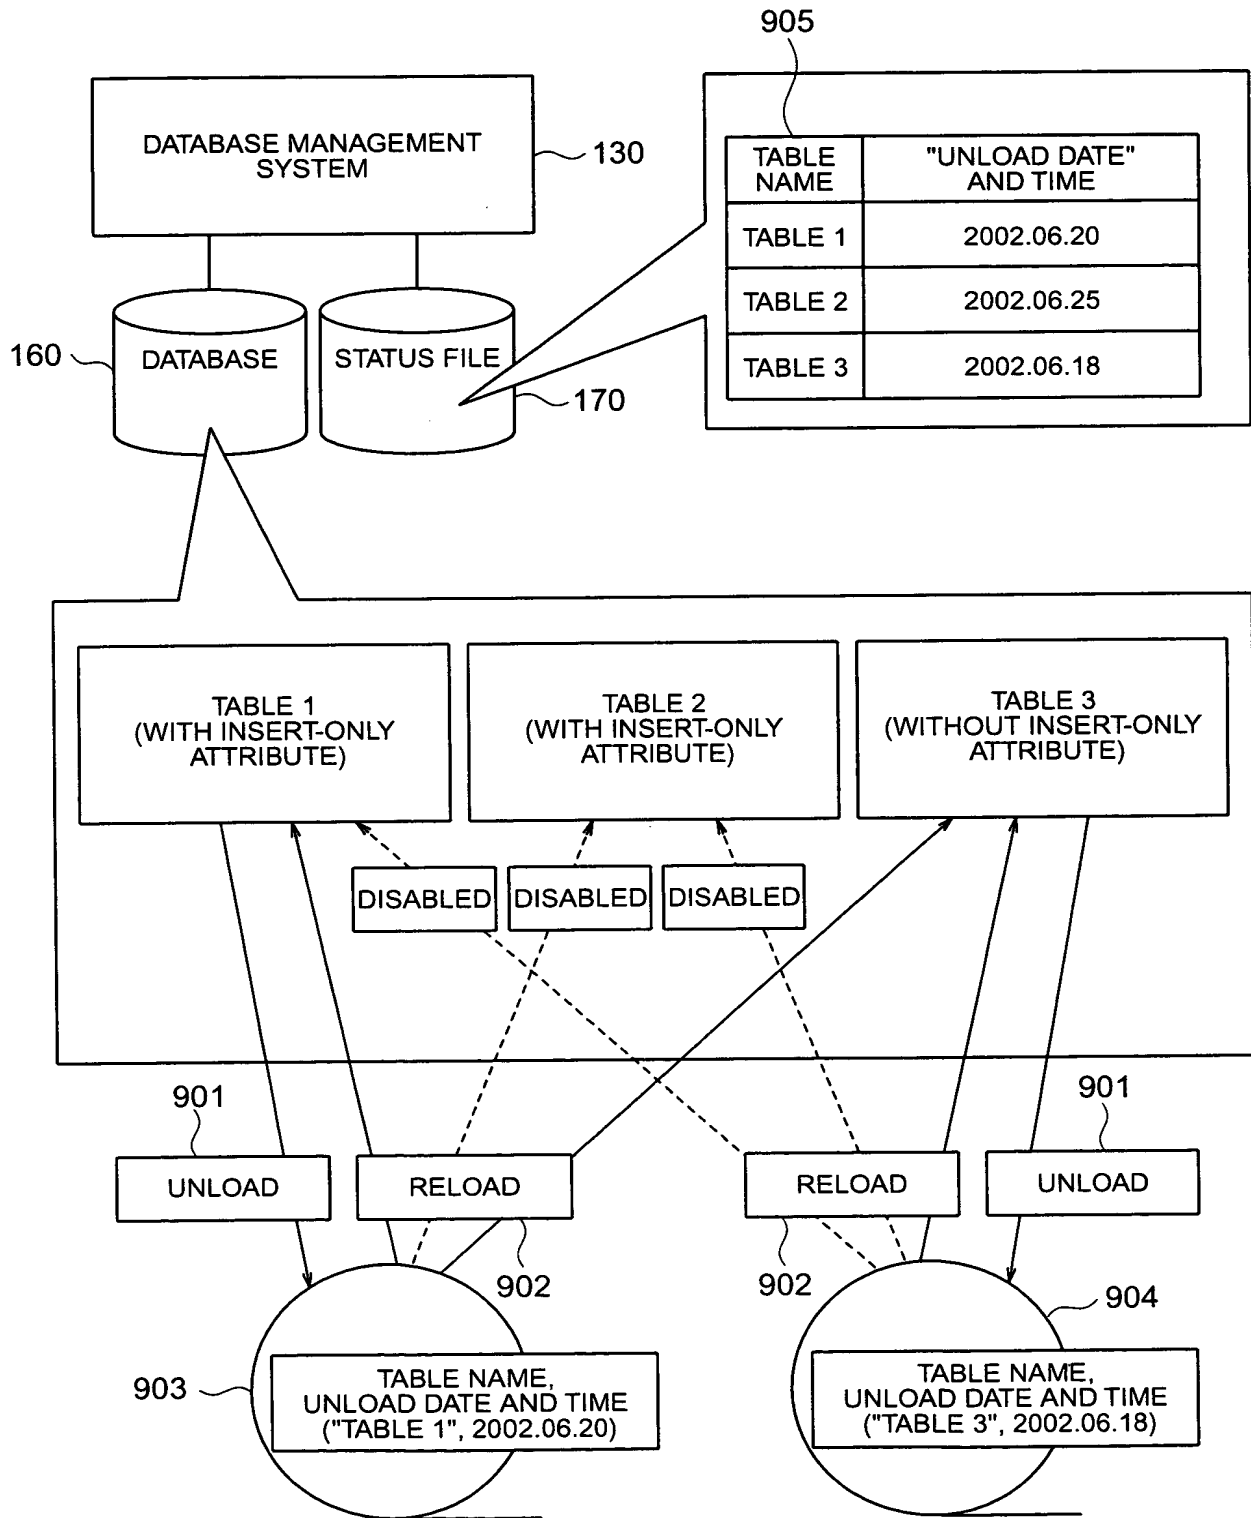 905
DATABASE MANAGEMENT
SYSTEM
130
TABLE
NAME
"UNLOAD DATE"
AND TIME
TABLE 1
2002.06.20
TABLE 2
2002.06.25
TABLE 3
2002.06.18
160
DATABASE
STATUS FILE
170
TABLE 1
(WITH INSERT-ONLY
ATTRIBUTE)
TABLE 2
(WITH INSERT-ONLY
ATTRIBUTE)
TABLE 3
(WITHOUT INSERT-ONLY
ATTRIBUTE)
DISABLED
DISABLED
DISABLED
901
901
UNLOAD
RELOAD
RELOAD
UNLOAD
902
902
903
904
TABLE NAME,
UNLOAD DATE AND TIME
("TABLE 1", 2002.06.20)
TABLE NAME,
UNLOAD DATE AND TIME
("TABLE 3", 2002.06.18)